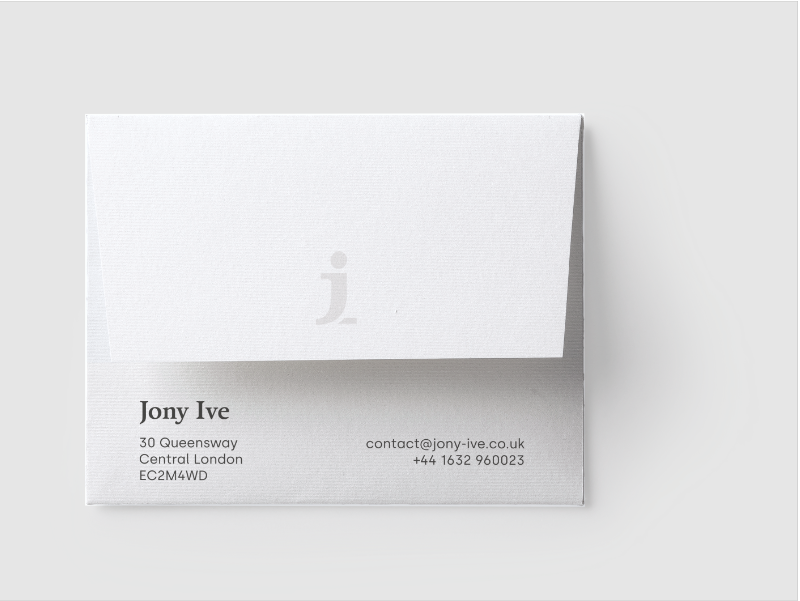 j
Jony Ive
30 Queensway
Central London
EC2M4WD
contact@jony-ive.co.uk
+44 1632 960023